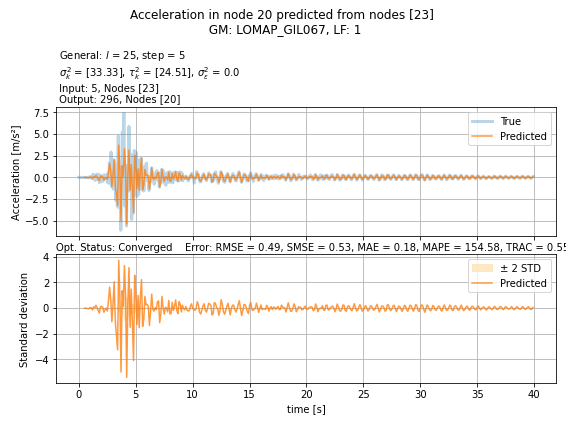 Acceleration in node 20 predicted from nodes [23]
GM: LOMAP_GIL067, LF: 1
General: l = 25, step = 5
σ²ₖ = [33.33], τ²ₖ = [24.51], σ²ε = 0.0
Input: 5, Nodes [23]
Output: 296, Nodes [20]
Acceleration [m/s²]
7.5
5.0
2.5
0.0
−2.5
−5.0
True
Predicted
Opt. Status: Converged Error: RMSE = 0.49, SMSE = 0.53, MAE = 0.18, MAPE = 154.58, TRAC = 0.55
Standard deviation
4
2
0
−2
−4
± 2 STD
Predicted
0 5 10 15 20 25 30 35 40
time [s]